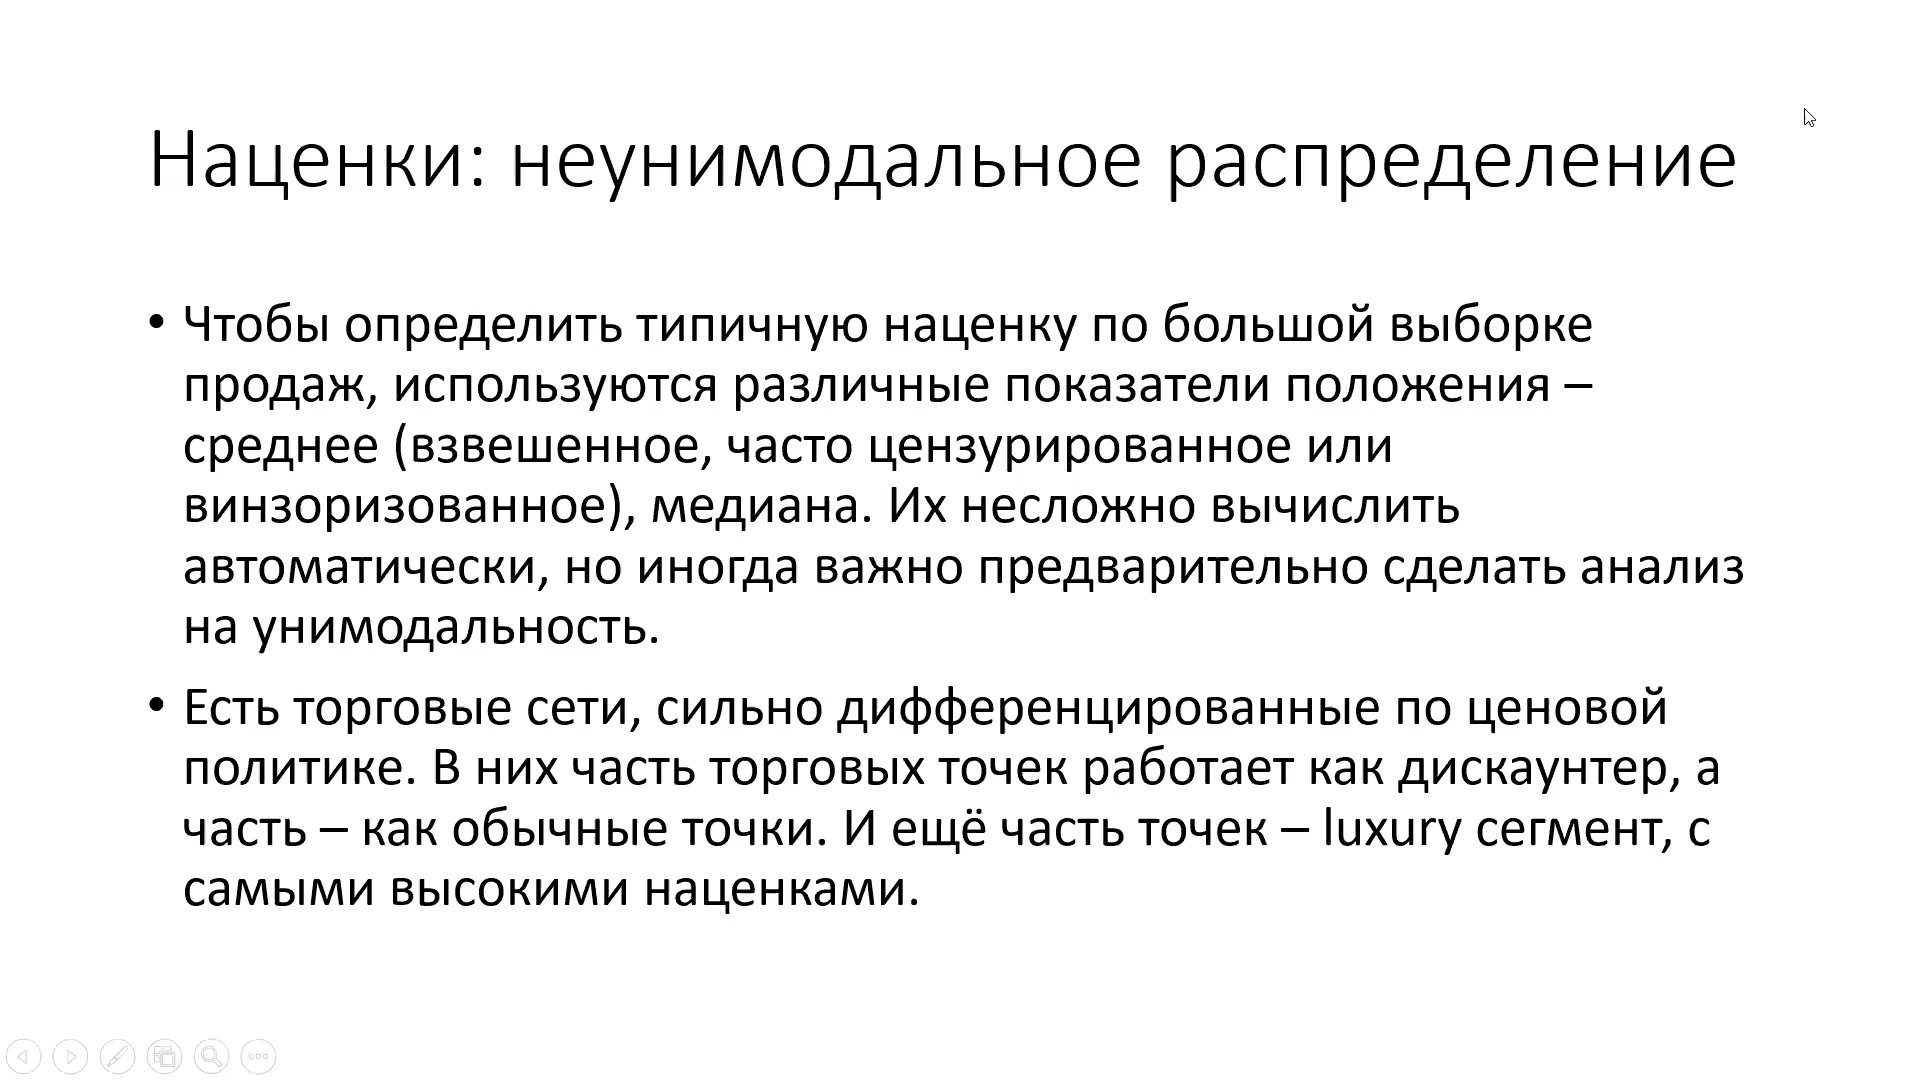 Наценки: неунимодальное распределение
• Чтобы определить типичную наценку по большой выборке
продаж, используются различные показатели положения –
среднее (взвешенное, часто цензурированное или
винзоризованное), медиана. Их несложно вычислить
автоматически, но иногда важно предварительно сделать анализ
на унимодальность.
• Есть торговые сети, сильно дифференцированные по ценовой
политике. В них часть торговых точек работает как дискаунтер, а
часть – как обычные точки. И ещё часть точек – luxury сегмент, с
самыми высокими наценками.